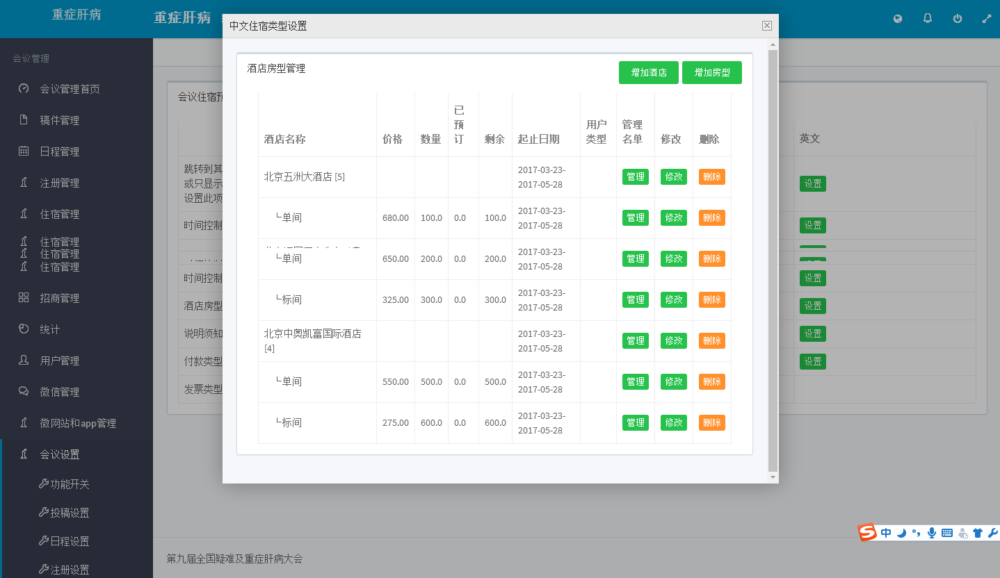 重症肝病
重症肝病
会议管理
会议管理首页
稿件管理
日程管理
注册管理
住宿管理
住宿管理
住宿管理
住宿管理
招商管理
统计
用户管理
微信管理
微网站和app管理
会议设置
功能开关
投稿设置
日程设置
注册设置
会议住宿预
英文
跳转到其
或只显示
设置此项
设置
时间控制
设置
时间控制
设置
酒店房型
设置
说明须知
设置
付款类型
设置
发票类型
中文住宿类型设置
酒店房型管理
增加酒店 增加房型
酒店名称 价格 数量 已预订 剩余 起止日期 用户类型 管理名单 修改 删除
北京五洲大酒店 [5] 2017-03-23-
2017-05-28 管理 修改 删除
┗单间 680.00 100.0 0.0 100.0 2017-03-23-
2017-05-28 管理 修改 删除
┗单间 650.00 200.0 0.0 200.0 2017-03-23-
2017-05-28 管理 修改 删除
┗标间 325.00 300.0 0.0 300.0 2017-03-23-
2017-05-28 管理 修改 删除
北京中奥凯富国际酒店
[4] 2017-03-23-
2017-05-28 管理 修改 删除
┗单间 550.00 500.0 0.0 500.0 2017-03-23-
2017-05-28 管理 修改 删除
┗标间 275.00 600.0 0.0 600.0 2017-03-23-
2017-05-28 管理 修改 删除
第九届全国疑难及重症肝病大会
S 中